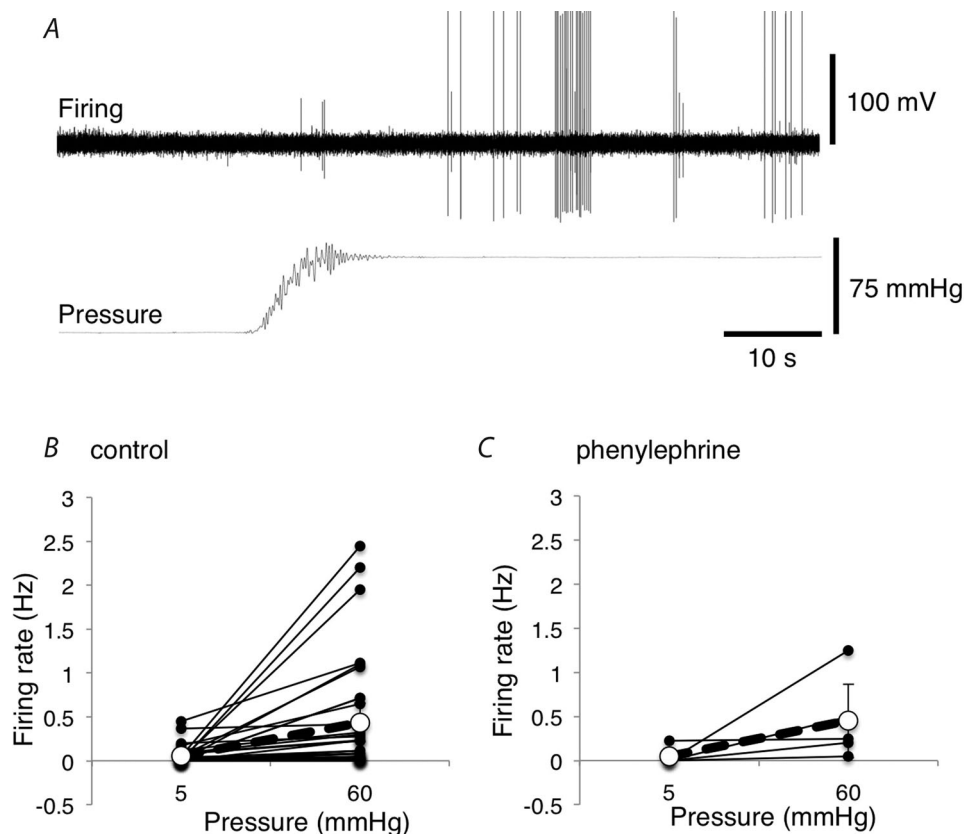 A
Firing
100 mV
Pressure
75 mmHg
10 s
B control
Firing rate (Hz)
3
2.5
2
1.5
1
0.5
0
-0.5
5 60
Pressure (mmHg)
C phenylephrine
Firing rate (Hz)
3
2.5
2
1.5
1
0.5
0
-0.5
5 60
Pressure (mmHg)